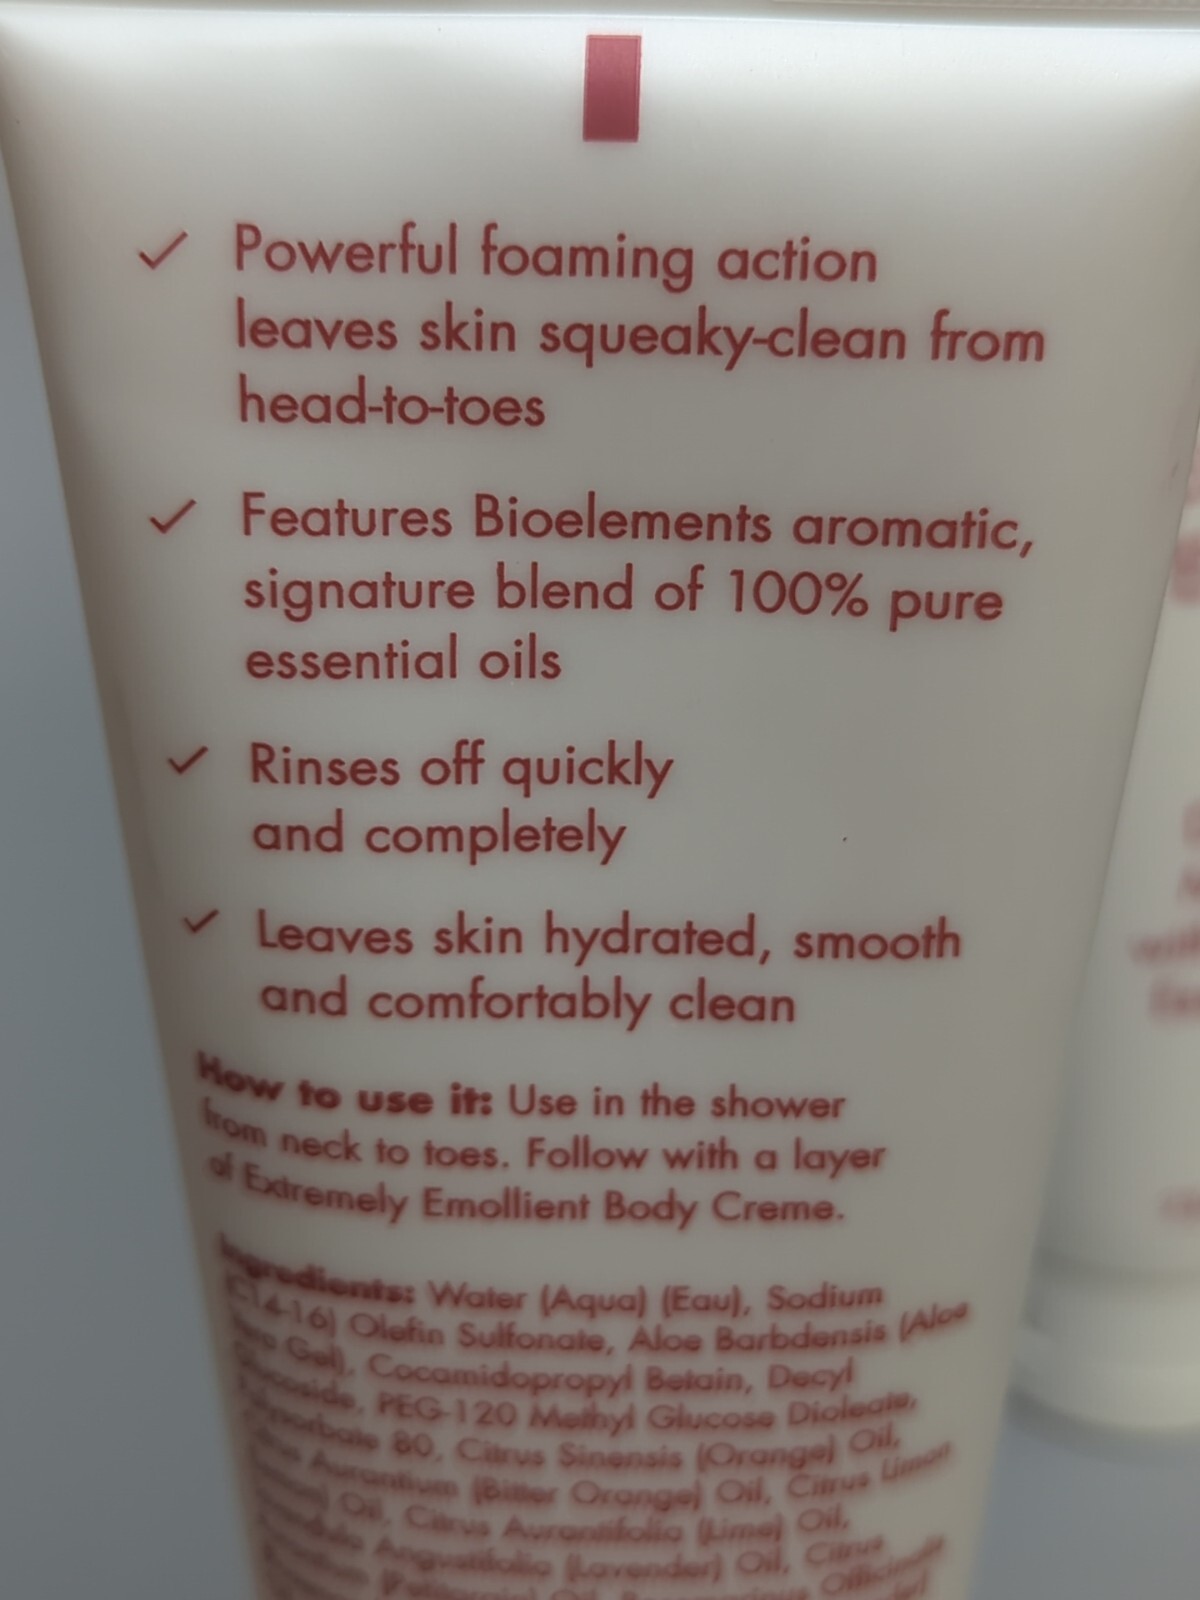 ✓ Powerful foaming action
leaves skin squeaky-clean from
head-to-toes
✓ Features Bioelements aromatic,
signature blend of 100% pure
essential oils
✓ Rinses off quickly
and completely
✓ Leaves skin hydrated, smooth
and comfortably clean
How to use it: Use in the shower
from neck to toes. Follow with a layer
of Extremely Emollient Body Creme.
Ingredients: Water (Aqua) (Eau), Sodium
(C14-16) Olefin Sulfonate, Aloe Barbdensis (Aloe
Gel), Cocamidopropyl Betain, Decyl
PEG-120 Methyl Glucose Dioleate,
80, Citrus Sinensis (Orange) Oil,
Aurantium (Bitter Orange) Oil, Citrus Limon
Oil, Citrus Aurantifolia (Lime) Oil,
Angustifolia (Lavender) Oil, Citrus
Oil, Officinalis